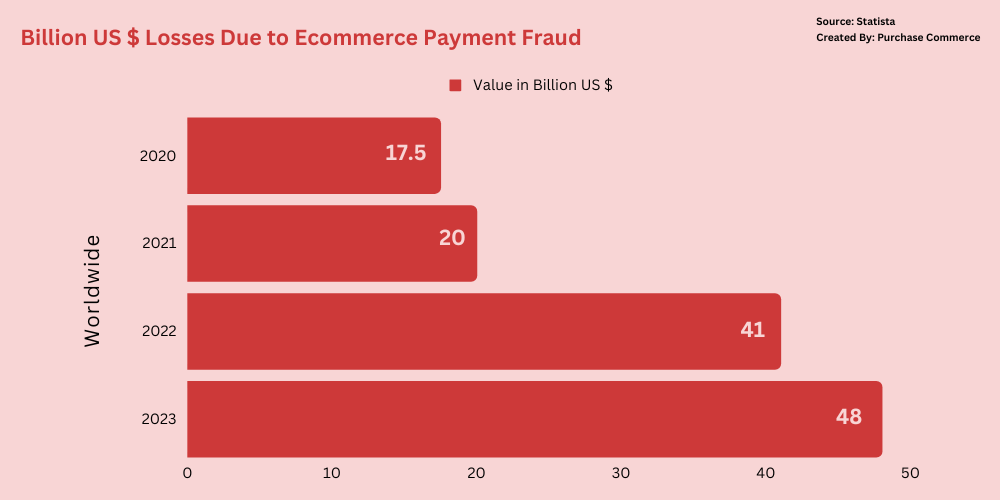 Billion US $ Losses Due to Ecommerce Payment Fraud
Source: Statista
Created By: Purchase Commerce
Value in Billion US $
Worldwide
2020
17.5
2021
20
2022
41
2023
48
0 10 20 30 40 50